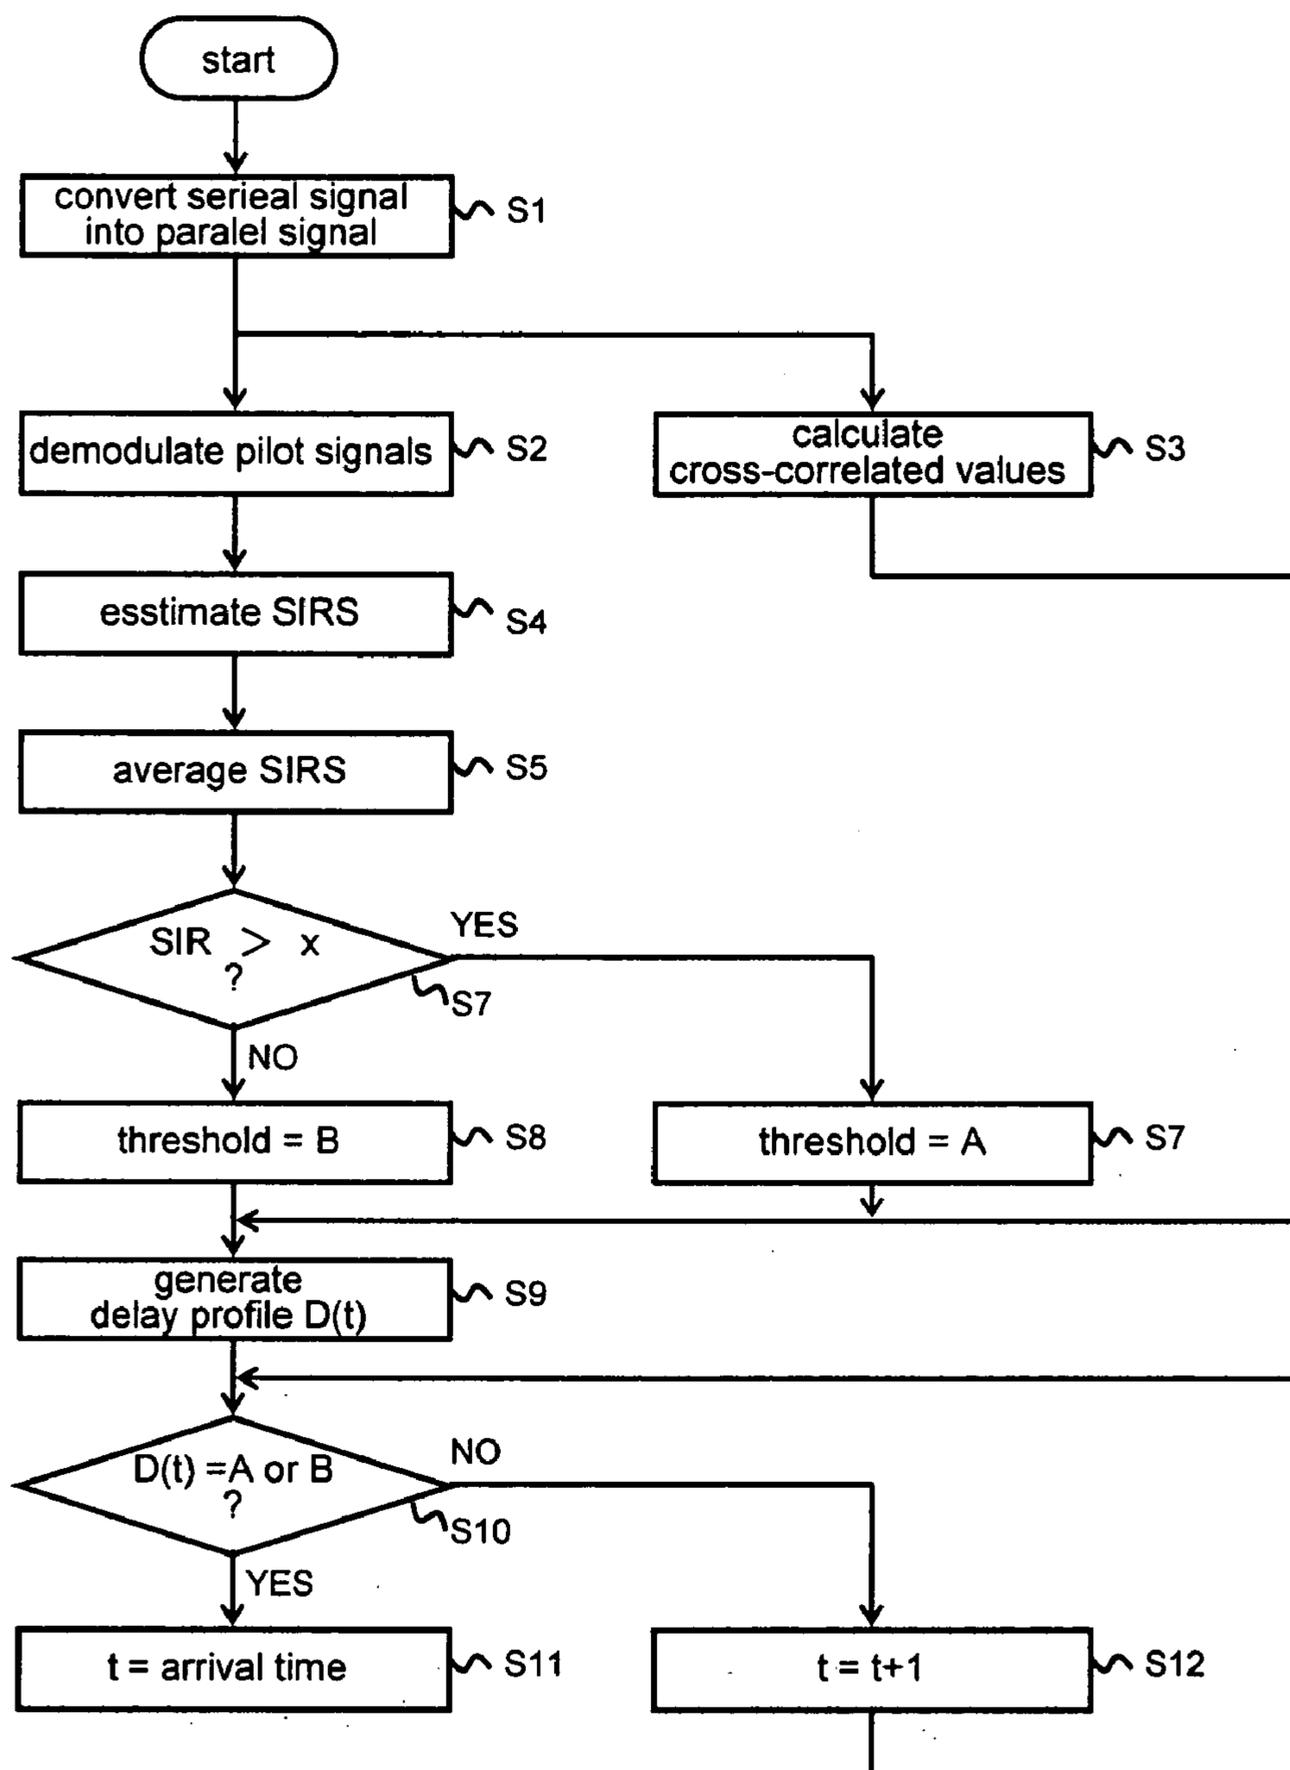 start
convert serieal signal
into paralel signal
S1
demodulate pilot signals
S2
calculate
cross-correlated values
S3
esstimate SIRS
S4
average SIRS
S5
SIR > x
?
YES
S7
NO
threshold = B
S8
threshold = A
S7
generate
delay profile D(t)
S9
D(t) =A or B
?
NO
S10
YES
t = arrival time
S11
t = t+1
S12